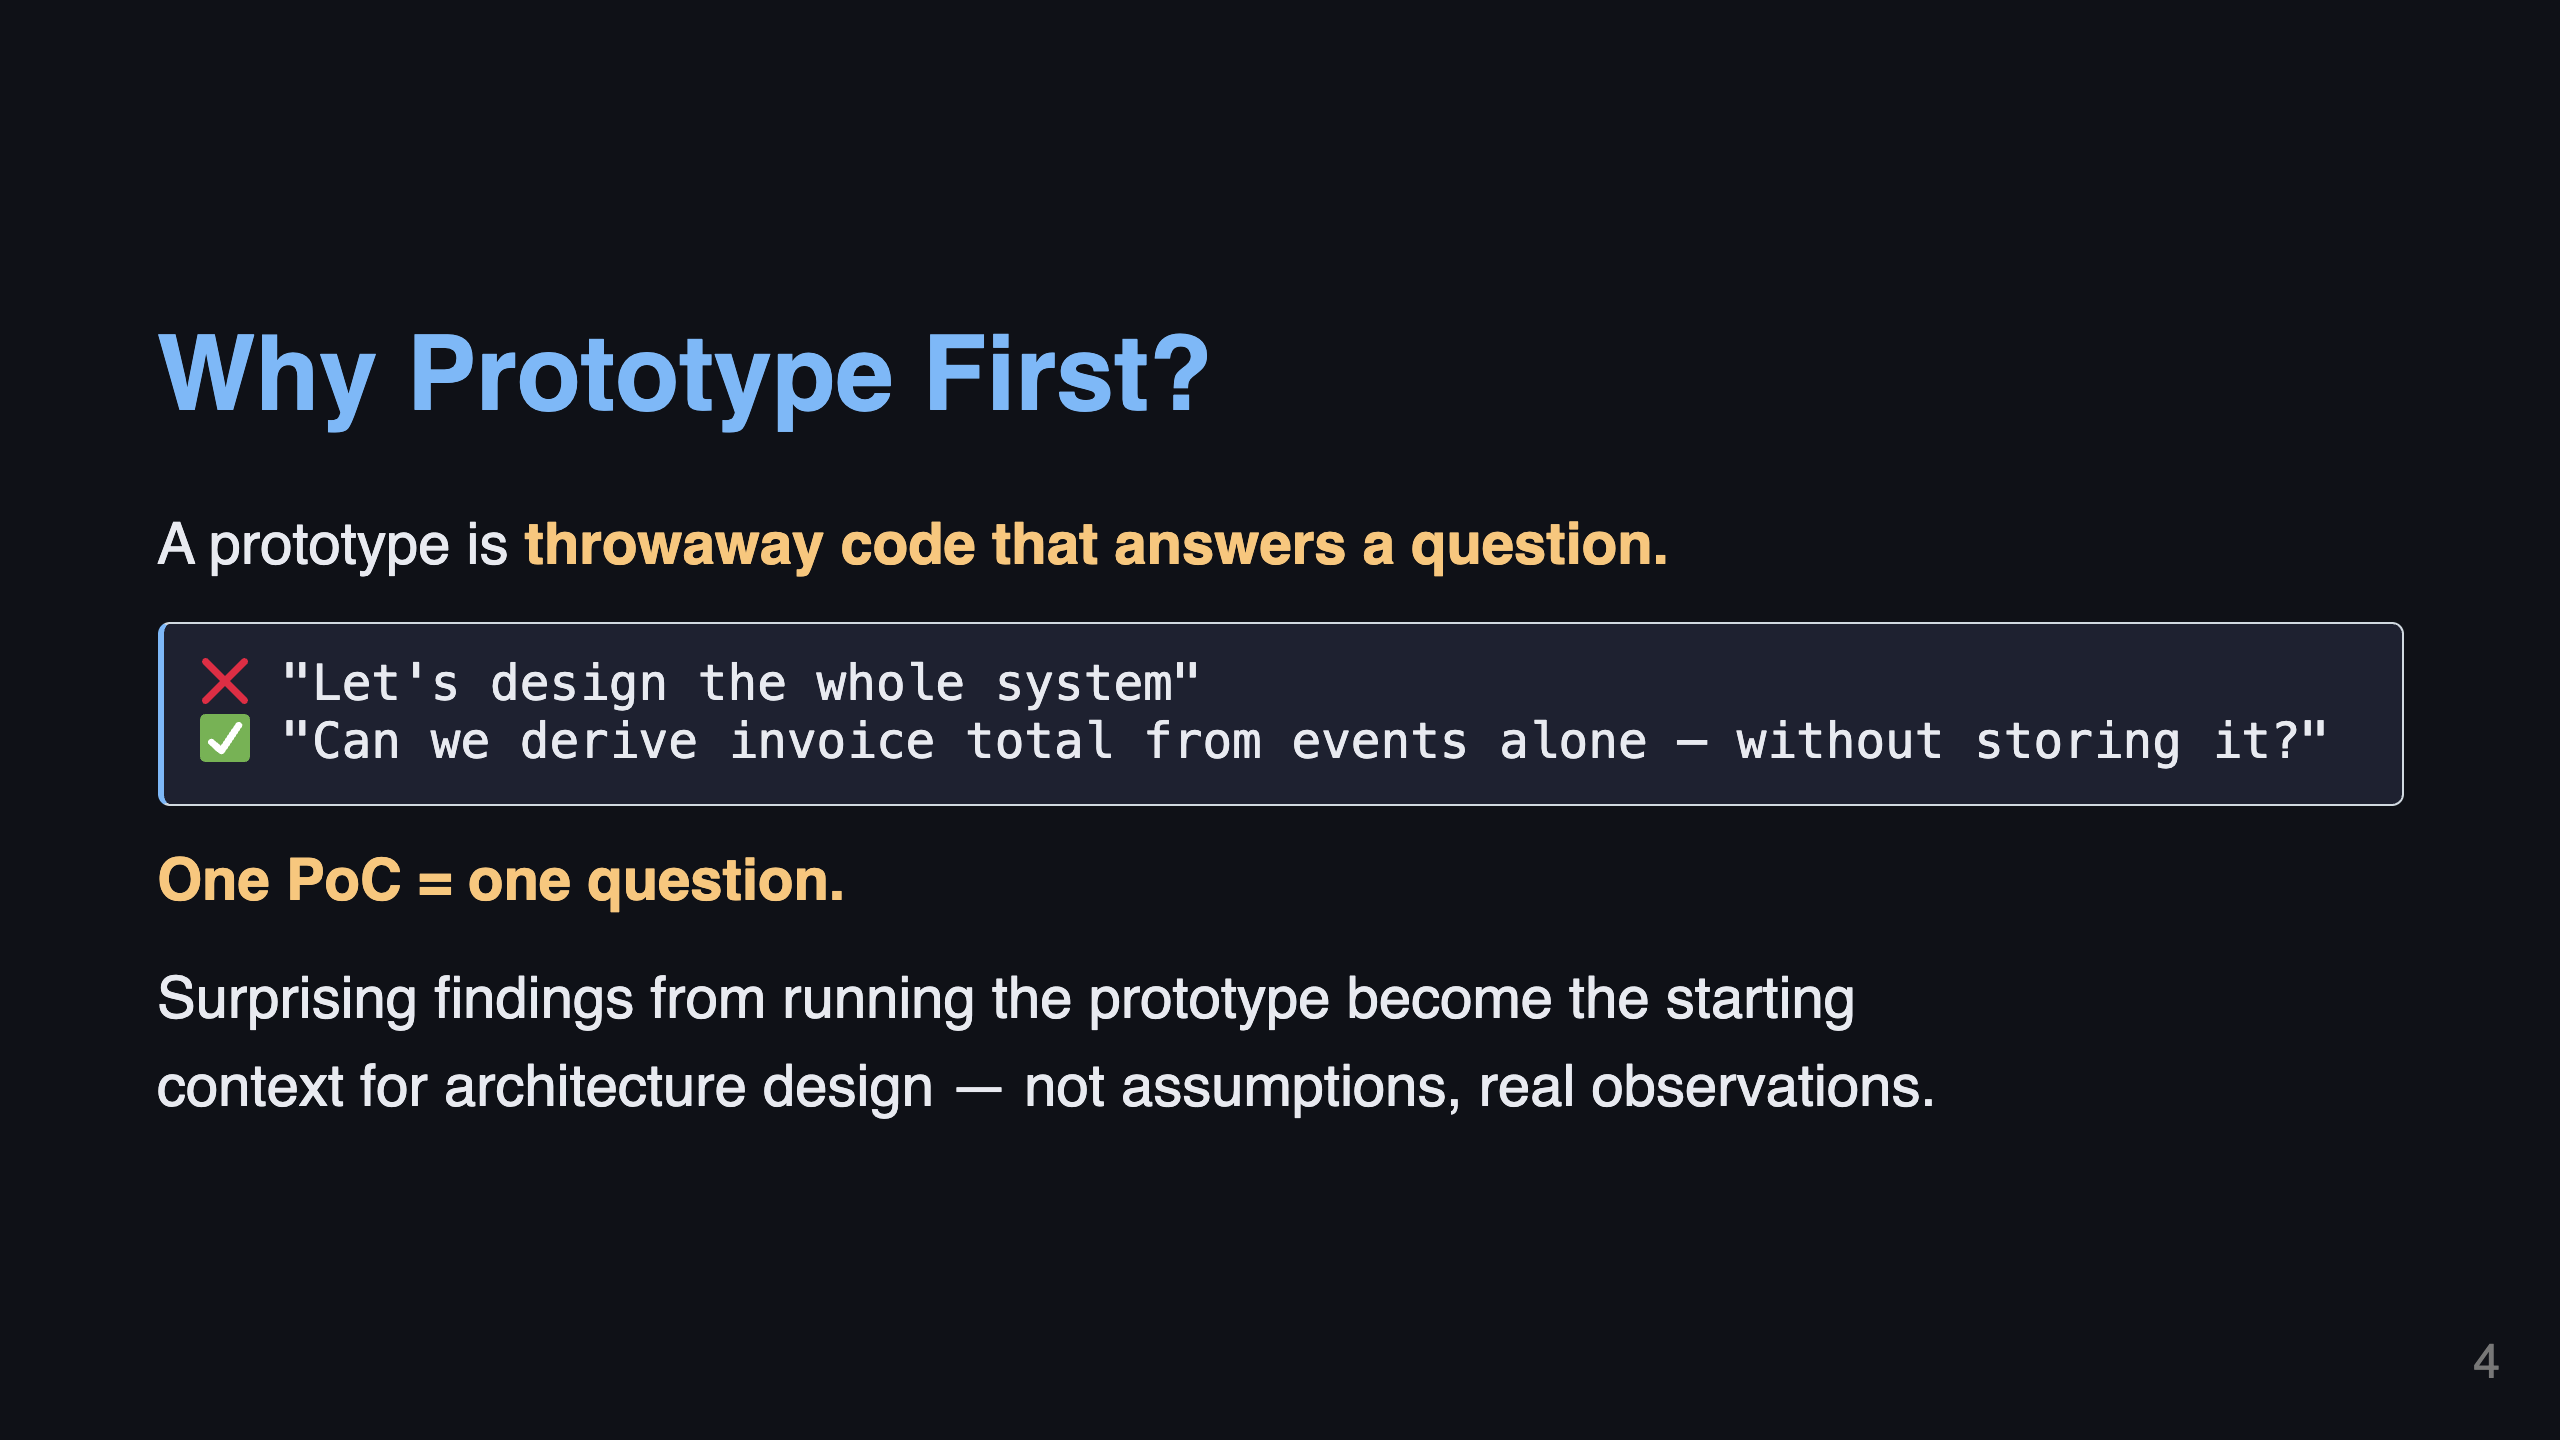 Why Prototype First?
A prototype is throwaway code that answers a question.
❌ "Let's design the whole system"
✅ "Can we derive invoice total from events alone — without storing it?"
One PoC = one question.
Surprising findings from running the prototype become the starting
context for architecture design — not assumptions, real observations.
4